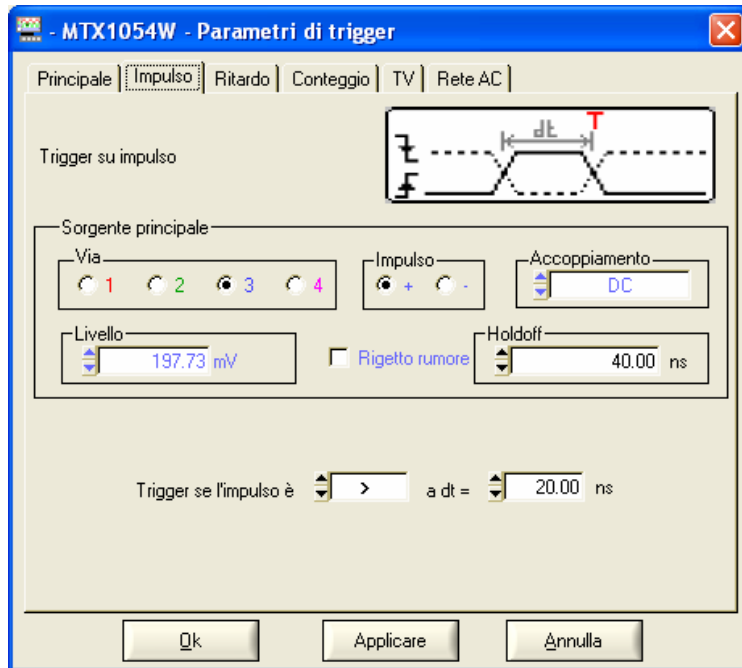 - MTX1054W - Parametri di trigger
Principale Impulso Ritardo Conteggio TV Rete AC
Trigger su impulso
dt T
Sorgente principale
Via Impulso Accoppiamento
1 2 3 4 + - DC
Livello Holdoff
197.73 mV Rigetto rumore 40.00 ns
Trigger se l'impulso è > a dt = 20.00 ns
Ok Applicare Annulla